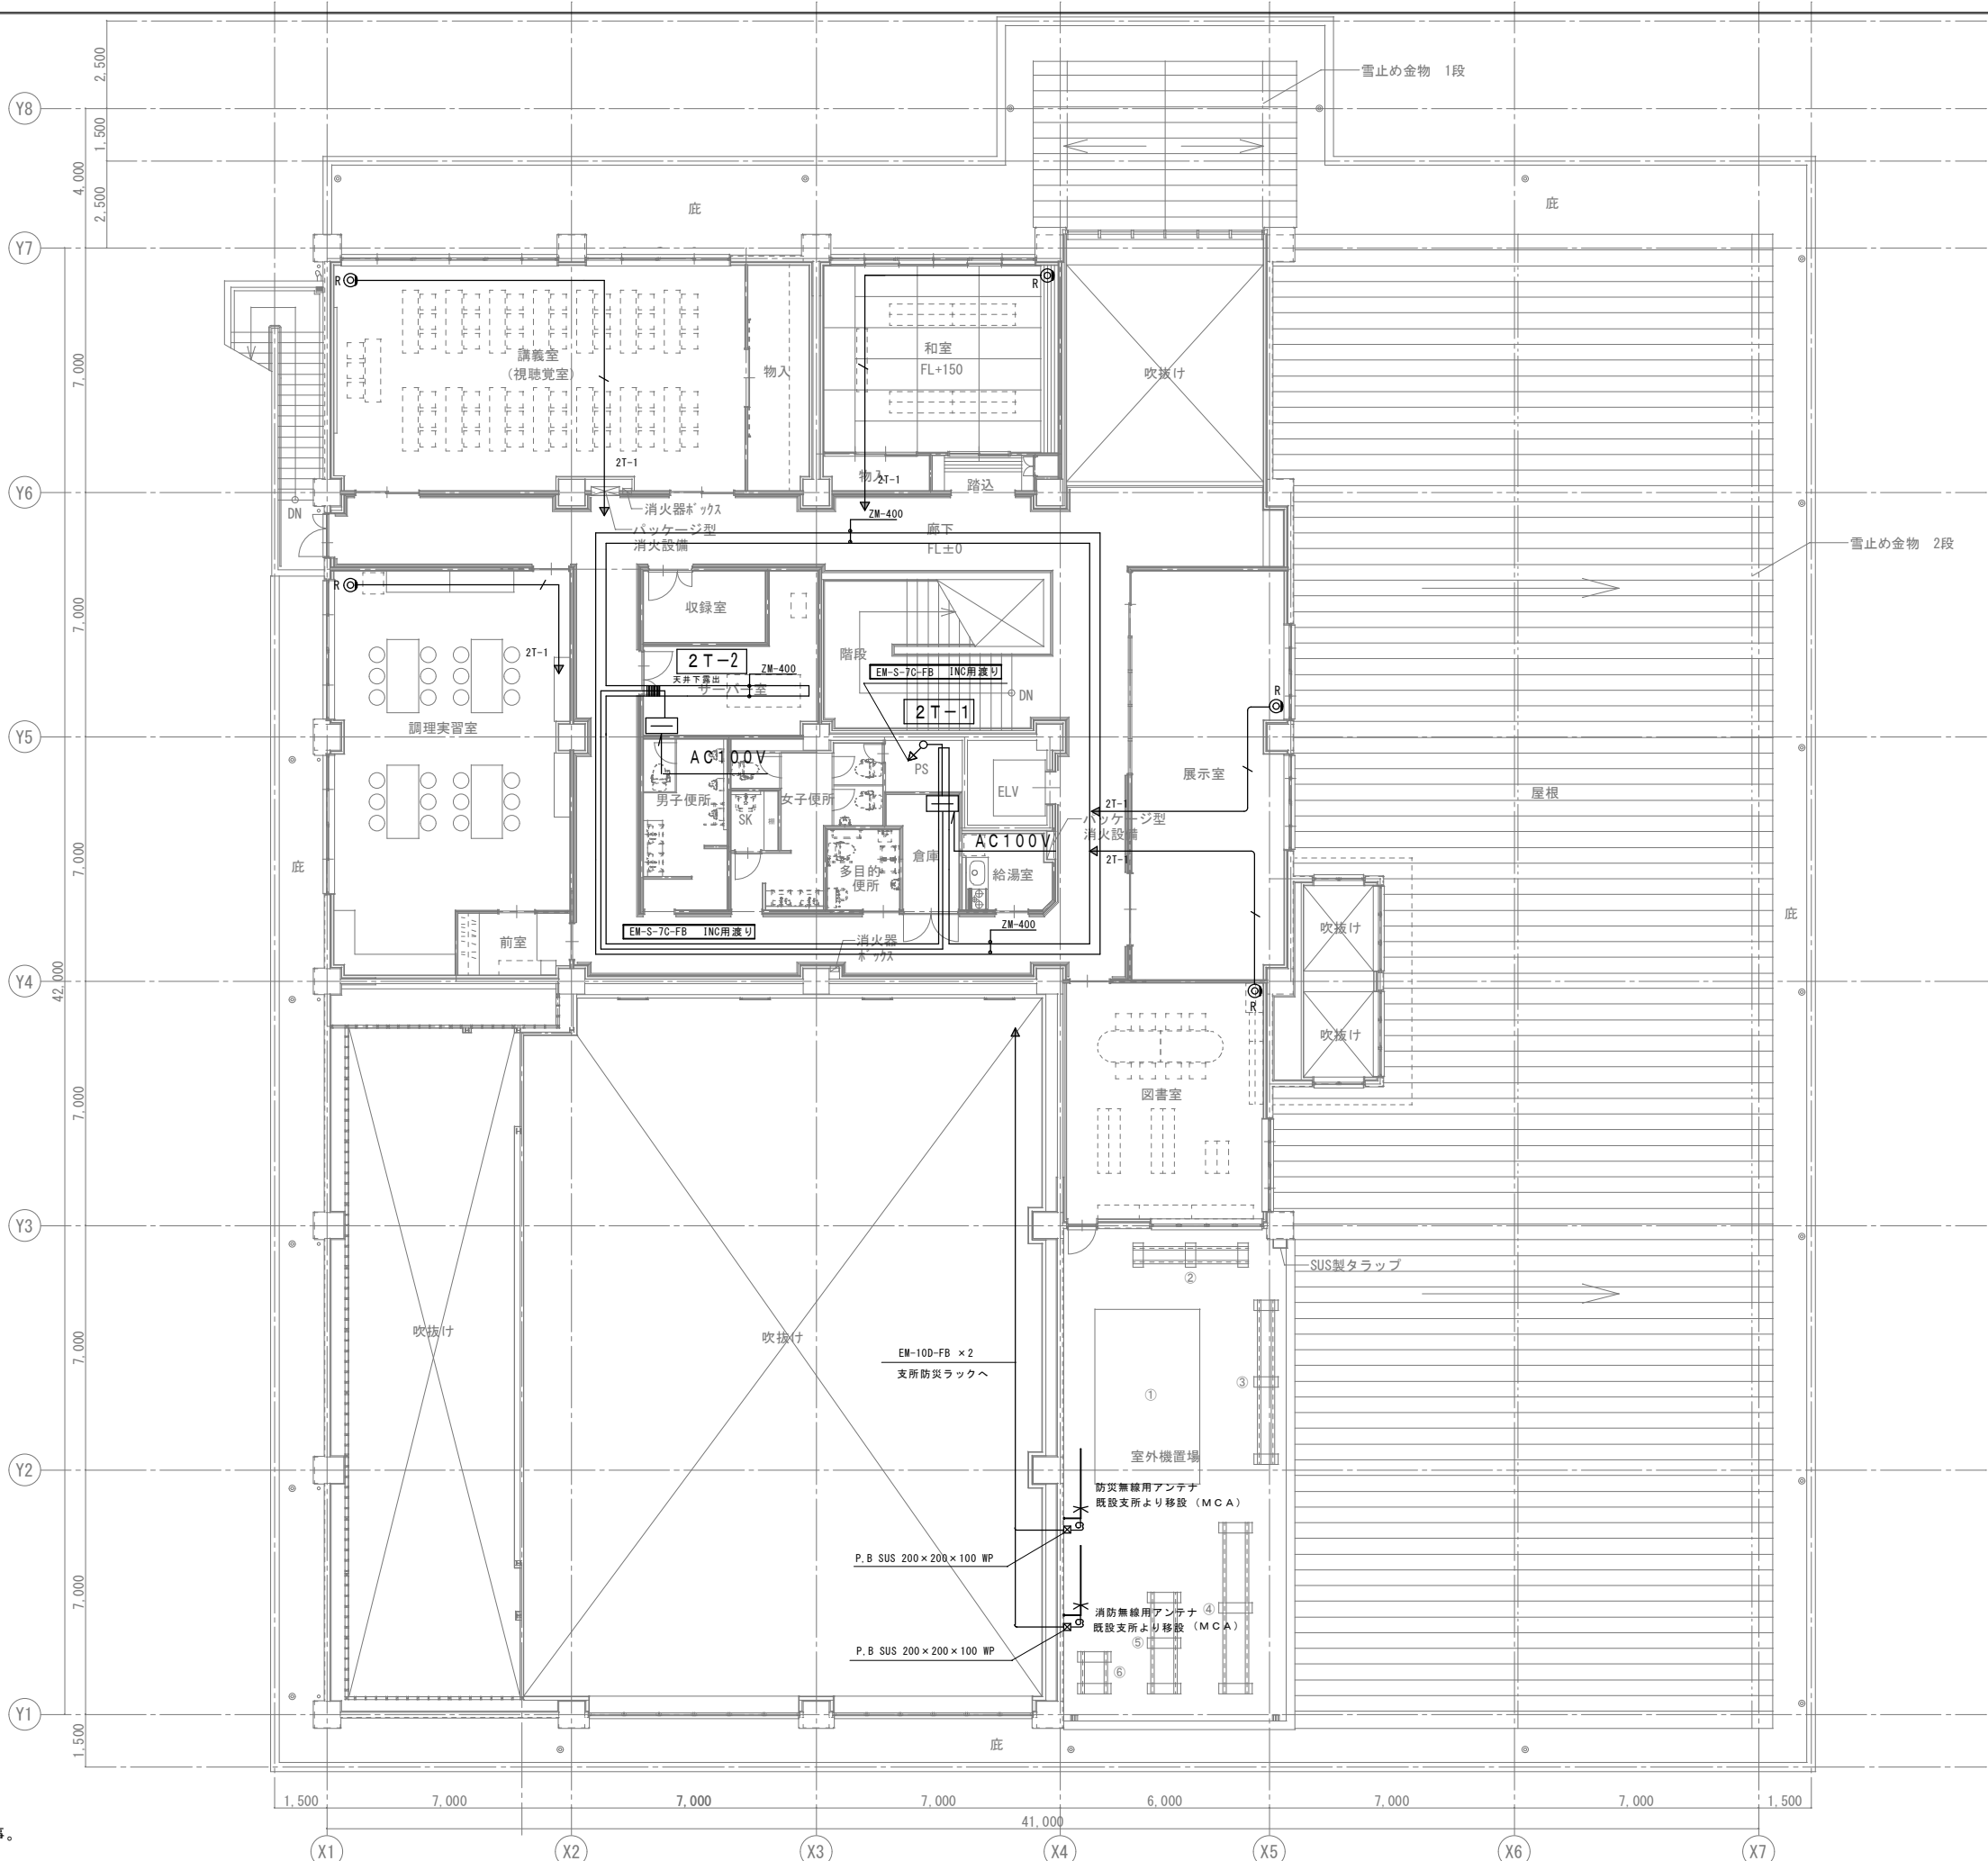 2,500
雪止め金物 1段
Y8
1,500
4,000
2,500
庇
庇
Y7
R
R
講義室
(視聴覚室)
物入
和室
FL+150
吹抜け
7,000
2T-1
物入
2T-1
踏込
Y6
DN
消火器ボックス
パッケージ型
消火設備
ZM-400
廊下
FL±0
雪止め金物 2段
R
収録室
7,000
2T-1
2T-2
天井下露出
ZM-400
サーバー室
階段
EM-S-7C-FB INC用渡り
2T-1
DN
R
調理実習室
Y5
AC100V
PS
展示室
ELV
屋根
男子便所
SK
女子便所
2T-1
パッケージ型
消火設備
AC100V
倉庫
2T-1
多目的
便所
給湯室
7,000
庇
庇
吹抜け
EM-S-7C-FB INC用渡り
ZM-400
前室
消火器
ボックス
Y4
42,000
R
吹抜け
図書室
7,000
Y3
SUS製タラップ
②
吹抜け
吹抜け
7,000
EM-10D-FB ×2
支所防災ラックへ
③
①
室外機置場
Y2
防災無線用アンテナ
既設支所より移設 (MCA)
P.B SUS 200×200×100 WP
7,000
消防無線用アンテナ
④
既設支所より移設 (MCA)
⑤
P.B SUS 200×200×100 WP
⑥
Y1
1,500
庇
1,500
7,000
7,000
7,000
6,000
7,000
7,000
1,500
41,000
X1
X2
X3
X4
X5
X6
X7